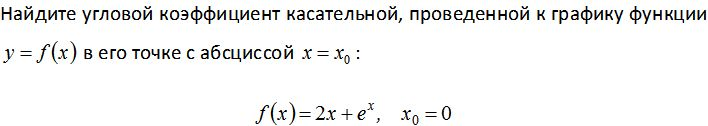 Найдите угловой коэффициент касательной, проведенной к графику функции
y = f(x) в его точке с абсциссой x = x₀ :
f(x) = 2x + eˣ, x₀ = 0